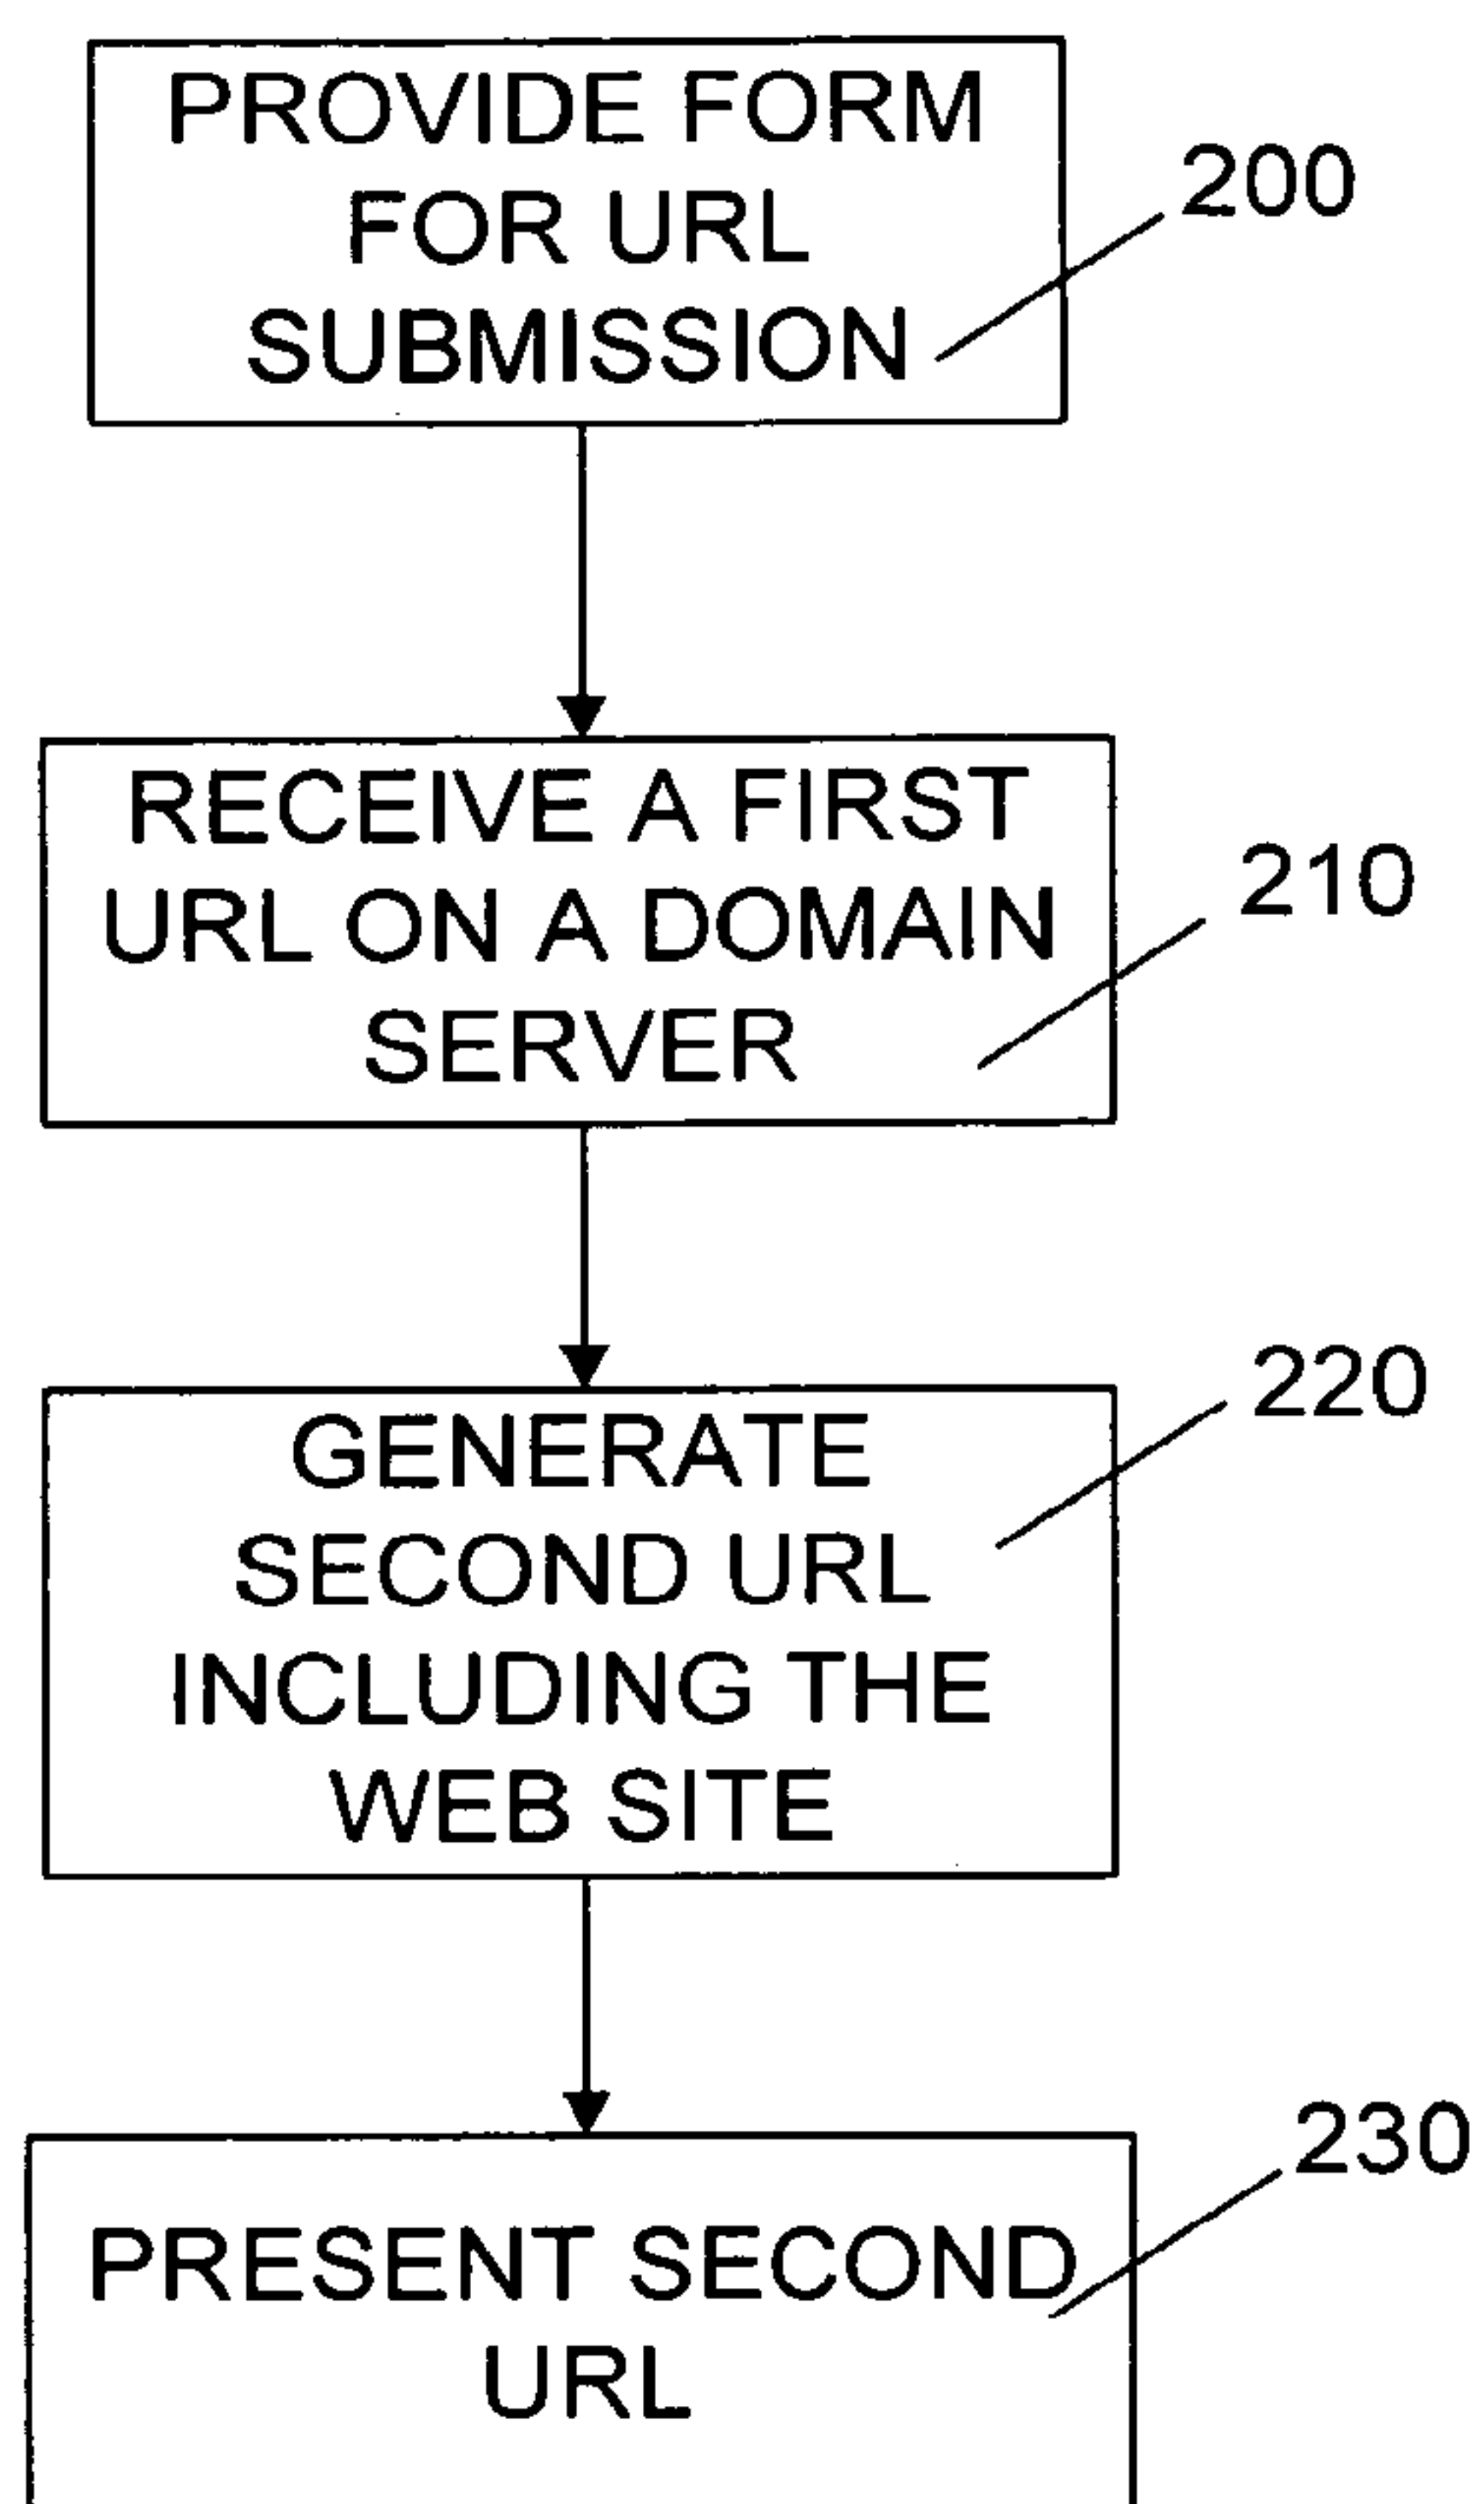 PROVIDE FORM
FOR URL
SUBMISSION
200
RECEIVE A FIRST
URL ON A DOMAIN
SERVER
210
GENERATE
SECOND URL
INCLUDING THE
WEB SITE
220
PRESENT SECOND
URL
230